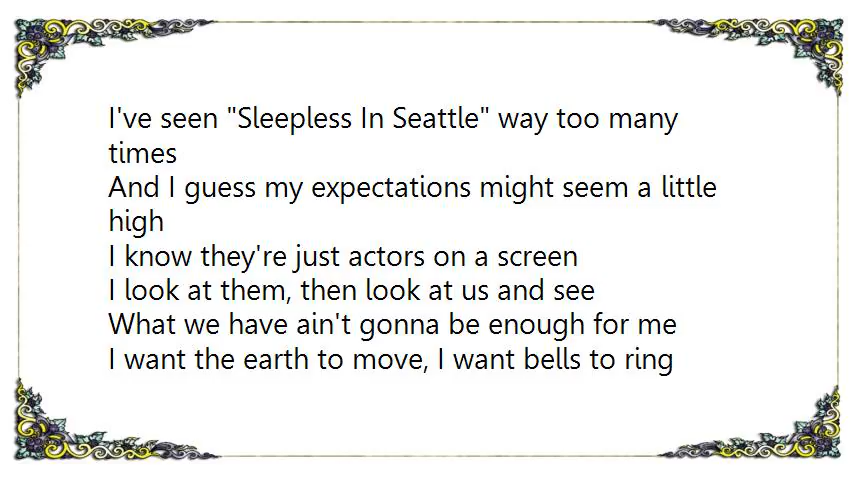 I've seen "Sleepless In Seattle" way too many
times
And I guess my expectations might seem a little
high
I know they're just actors on a screen
I look at them, then look at us and see
What we have ain't gonna be enough for me
I want the earth to move, I want bells to ring